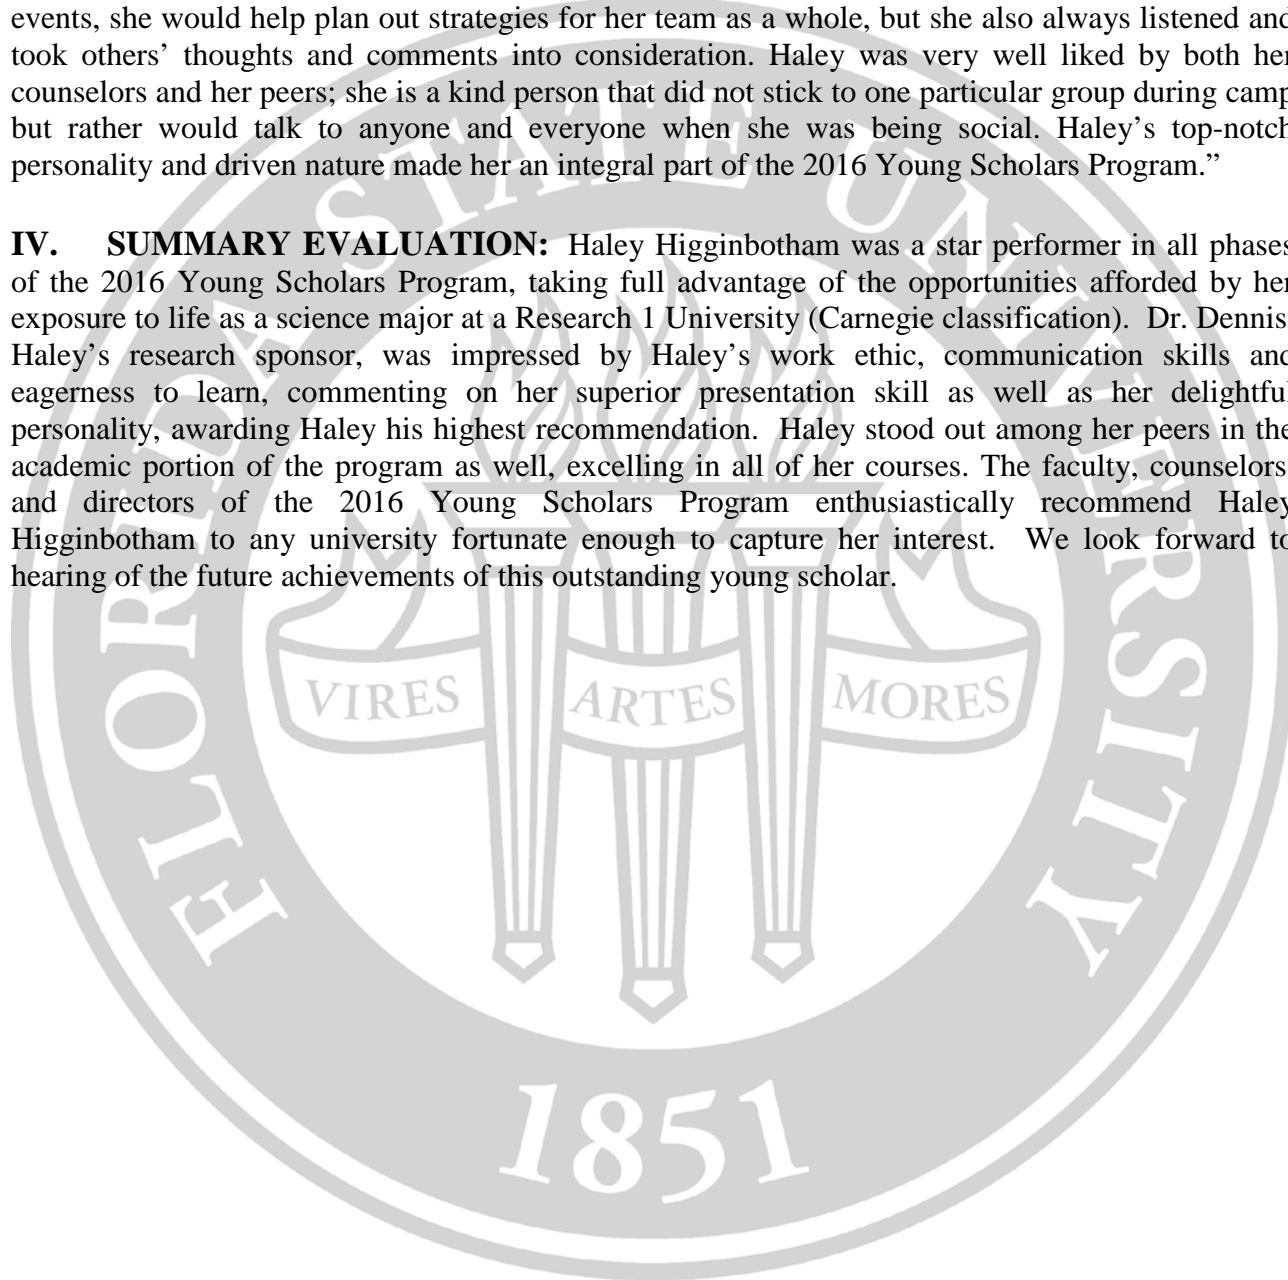 events, she would help plan out strategies for her team as a whole, but she also always listened and
took others’ thoughts and comments into consideration. Haley was very well liked by both her
counselors and her peers; she is a kind person that did not stick to one particular group during camp
but rather would talk to anyone and everyone when she was being social. Haley’s top-notch
personality and driven nature made her an integral part of the 2016 Young Scholars Program.”
IV. SUMMARY EVALUATION: Haley Higginbotham was a star performer in all phases
of the 2016 Young Scholars Program, taking full advantage of the opportunities afforded by her
exposure to life as a science major at a Research 1 University (Carnegie classification). Dr. Dennis,
Haley’s research sponsor, was impressed by Haley’s work ethic, communication skills and
eagerness to learn, commenting on her superior presentation skill as well as her delightful
personality, awarding Haley his highest recommendation. Haley stood out among her peers in the
academic portion of the program as well, excelling in all of her courses. The faculty, counselors,
and directors of the 2016 Young Scholars Program enthusiastically recommend Haley
Higginbotham to any university fortunate enough to capture her interest. We look forward to
hearing of the future achievements of this outstanding young scholar.
FLORIDA STATE UNIVERSITY
VIRES ARTES MORES
1851